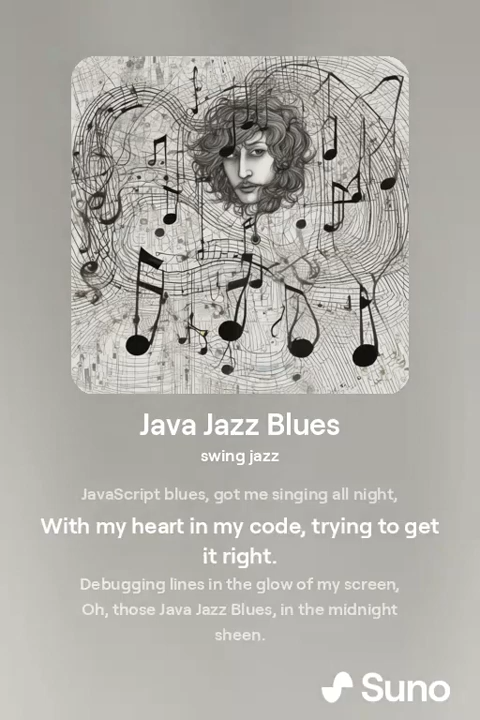 Java Jazz Blues
swing jazz
JavaScript blues, got me singing all night,
With my heart in my code, trying to get
it right.
Debugging lines in the glow of my screen,
Oh, those Java Jazz Blues, in the midnight
sheen.
Suno